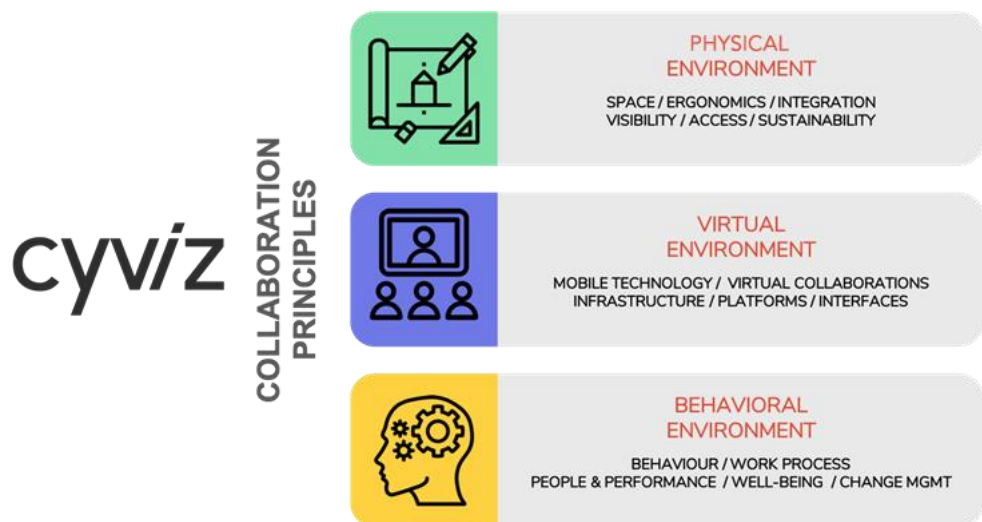 cyviz
COLLABORATION
PRINCIPLES
PHYSICAL
ENVIRONMENT
SPACE / ERGONOMICS / INTEGRATION
VISIBILITY / ACCESS / SUSTAINABILITY
VIRTUAL
ENVIRONMENT
MOBILE TECHNOLOGY / VIRTUAL COLLABORATIONS
INFRASTRUCTURE / PLATFORMS / INTERFACES
BEHAVIORAL
ENVIRONMENT
BEHAVIOUR / WORK PROCESS
PEOPLE & PERFORMANCE / WELL-BEING / CHANGE MGMT